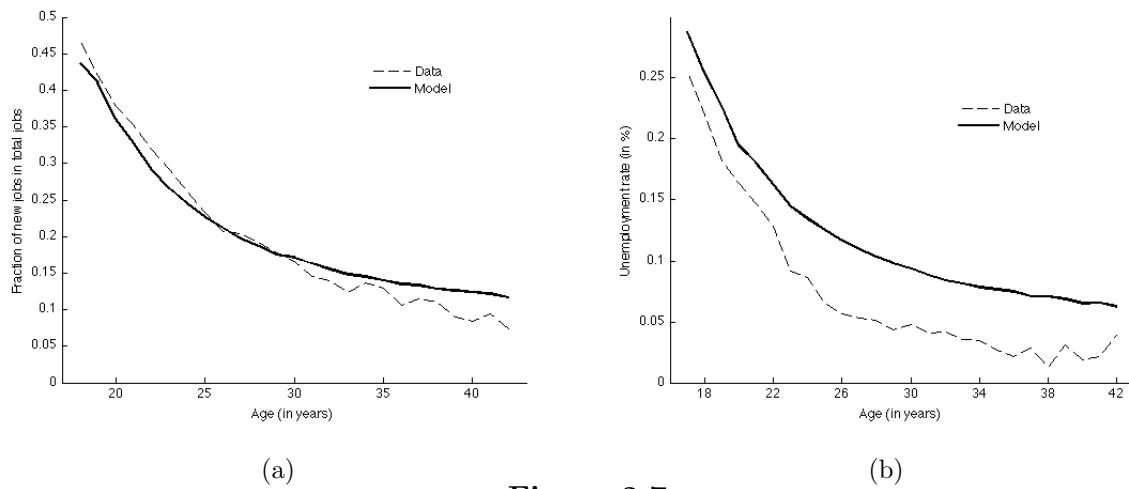 0.5
0.45
0.4
0.35
0.3
0.25
0.2
0.15
0.1
0.05
0
Fraction of new jobs in total jobs
Data
Model
20 25 30 35 40
Age (in years)
(a)
0.25
0.2
0.15
0.1
0.05
0
Unemployment rate (in %)
Data
Model
18 22 26 30 34 38 42
Age (in years)
(b)